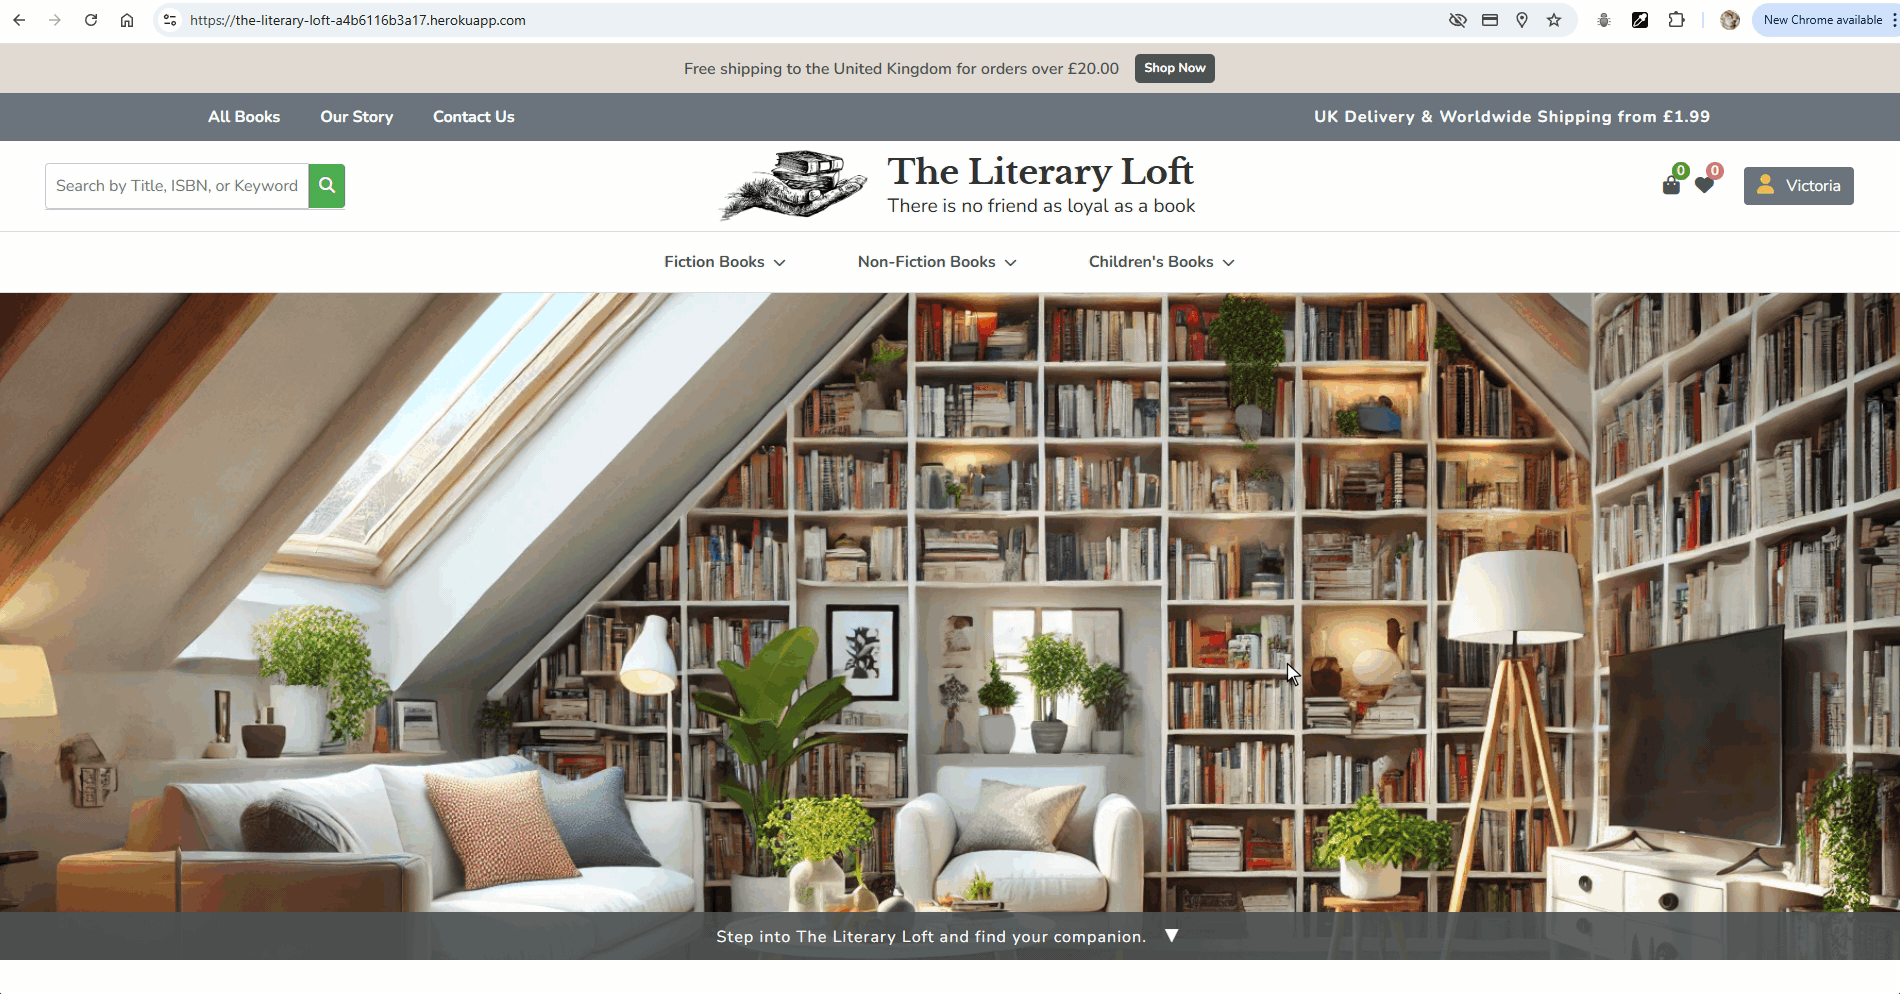 https://the-literary-loft-a4b6116b3a17.herokuapp.com
New Chrome available
Free shipping to the United Kingdom for orders over £20.00 Shop Now
All Books Our Story Contact Us UK Delivery & Worldwide Shipping from £1.99
Search by Title, ISBN, or Keyword
The Literary Loft
There is no friend as loyal as a book
0 0 Victoria
Fiction Books Non-Fiction Books Children's Books
Step into The Literary Loft and find your companion.